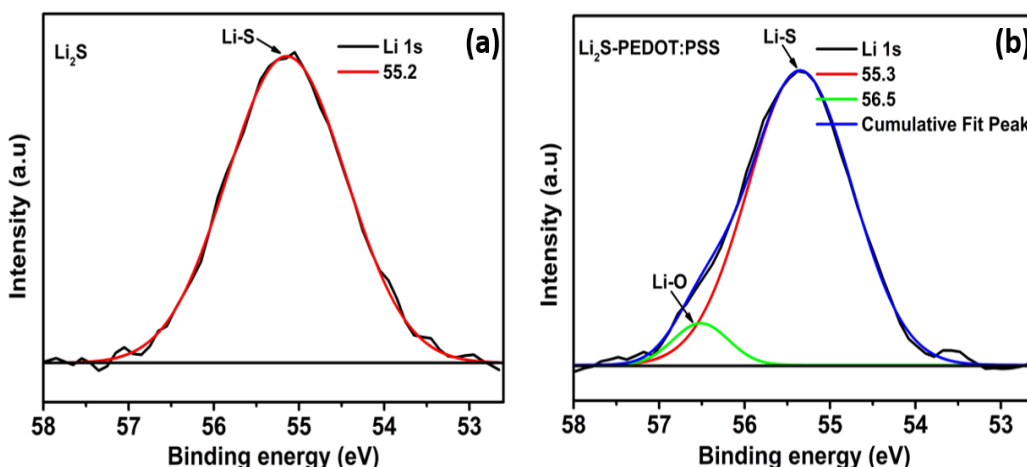 Li₂S
Li-S
Li 1s
55.2
(a)
Intensity (a.u)
58
57
56
55
54
53
Binding energy (eV)
Li₂S-PEDOT:PSS
Li-S
Li 1s
55.3
56.5
Cumulative Fit Peak
(b)
Li-O
Intensity (a.u)
58
57
56
55
54
53
Binding energy (eV)